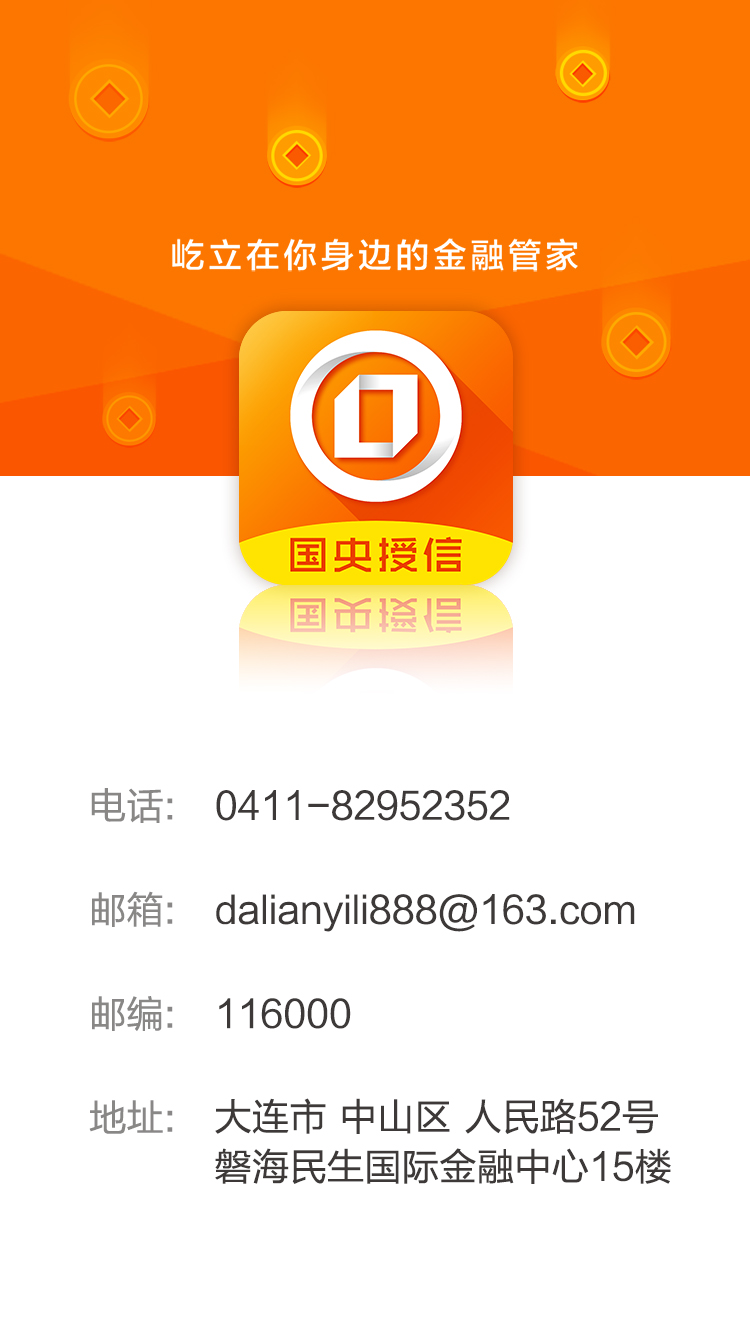 屹立在你身边的金融管家
国央授信
电话: 0411-82952352
邮箱: dalianyili888@163.com
邮编: 116000
地址: 大连市 中山区 人民路52号
磐海民生国际金融中心15楼